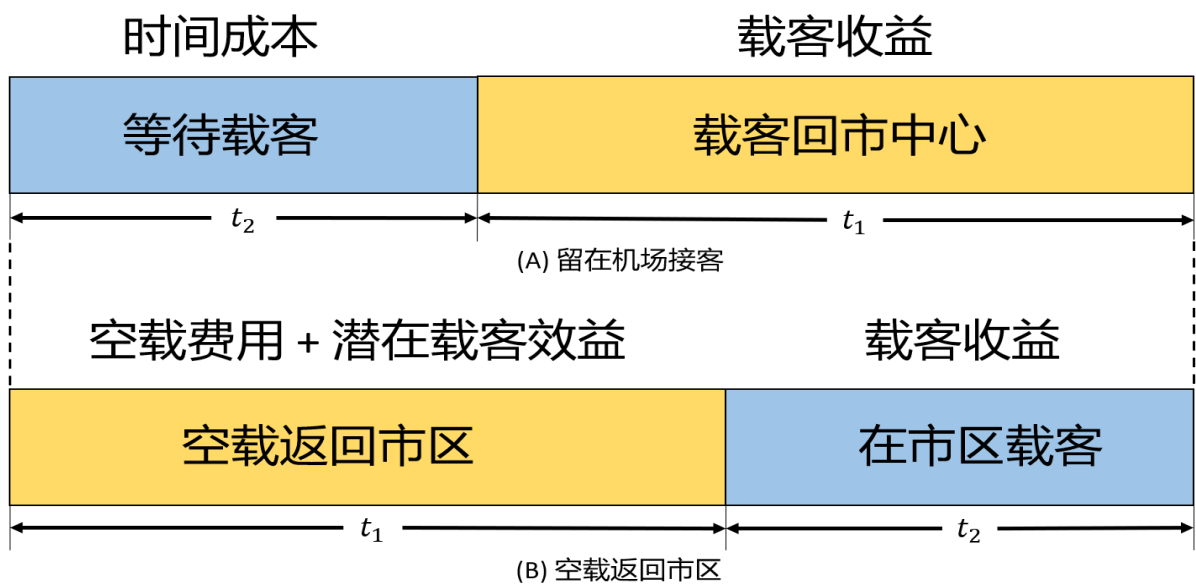 时间成本 载客收益
等待载客 载客回市中心
t₂ t₁
(A) 留在机场接客
空载费用 + 潜在载客效益 载客收益
空载返回市区 在市区载客
t₁ t₂
(B) 空载返回市区